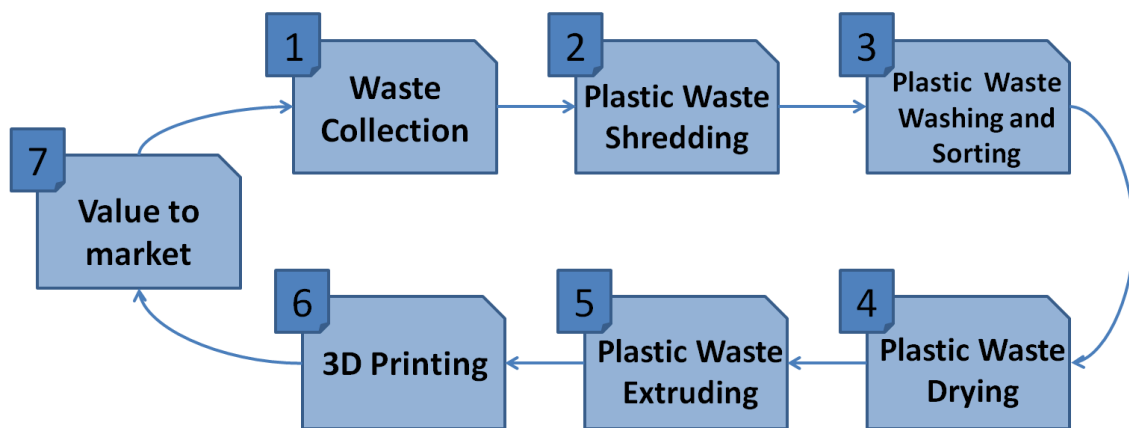 1
Waste
Collection
2
Plastic Waste
Shredding
3
Plastic Waste
Washing and
Sorting
4
Plastic Waste
Drying
5
Plastic Waste
Extruding
6
3D Printing
7
Value to
market